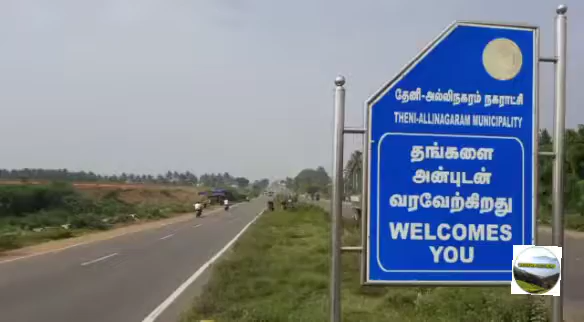 தேனி-அல்லிநகரம் நகராட்சி
THENI-ALLINAGARAM MUNICIPALITY
தங்களை
அன்புடன்
வரவேற்கிறது
WELCOMES
YOU